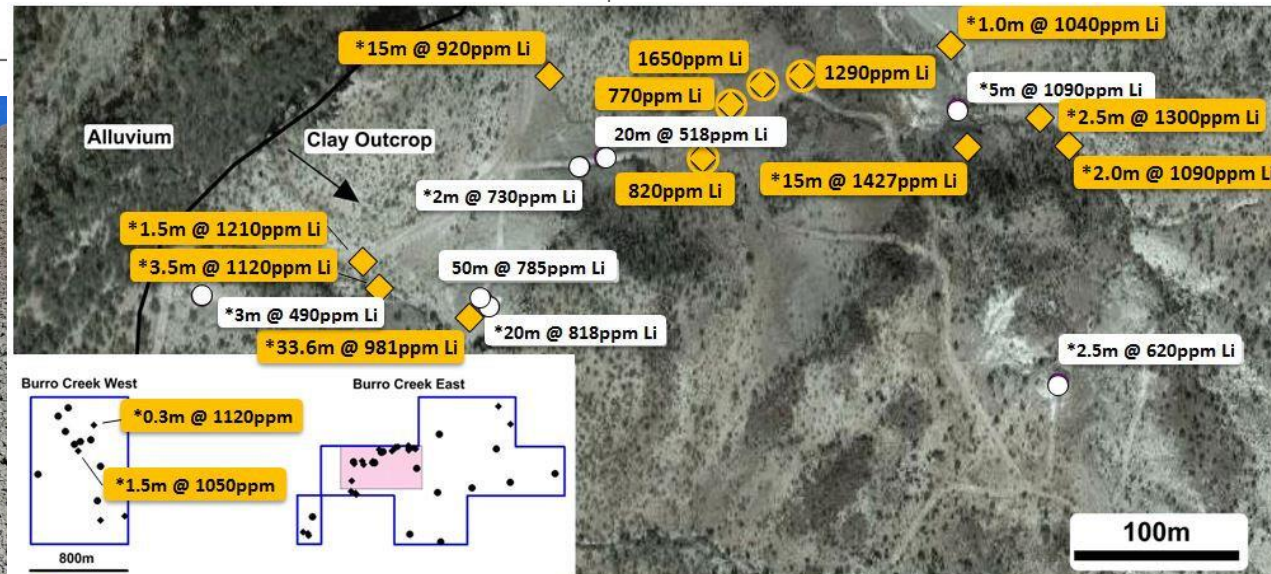 *15m @ 920ppm Li
1650ppm Li
770ppm Li
1290ppm Li
*1.0m @ 1040ppm Li
*5m @ 1090ppm Li
*2.5m @ 1300ppm Li
*2.0m @ 1090ppm Li
Alluvium
Clay Outcrop
20m @ 518ppm Li
*2m @ 730ppm Li
820ppm Li
*15m @ 1427ppm Li
*1.5m @ 1210ppm Li
*3.5m @ 1120ppm Li
50m @ 785ppm Li
*3m @ 490ppm Li
*20m @ 818ppm Li
*33.6m @ 981ppm Li
*2.5m @ 620ppm Li
Burro Creek West
Burro Creek East
*0.3m @ 1120ppm
*1.5m @ 1050ppm
800m
100m